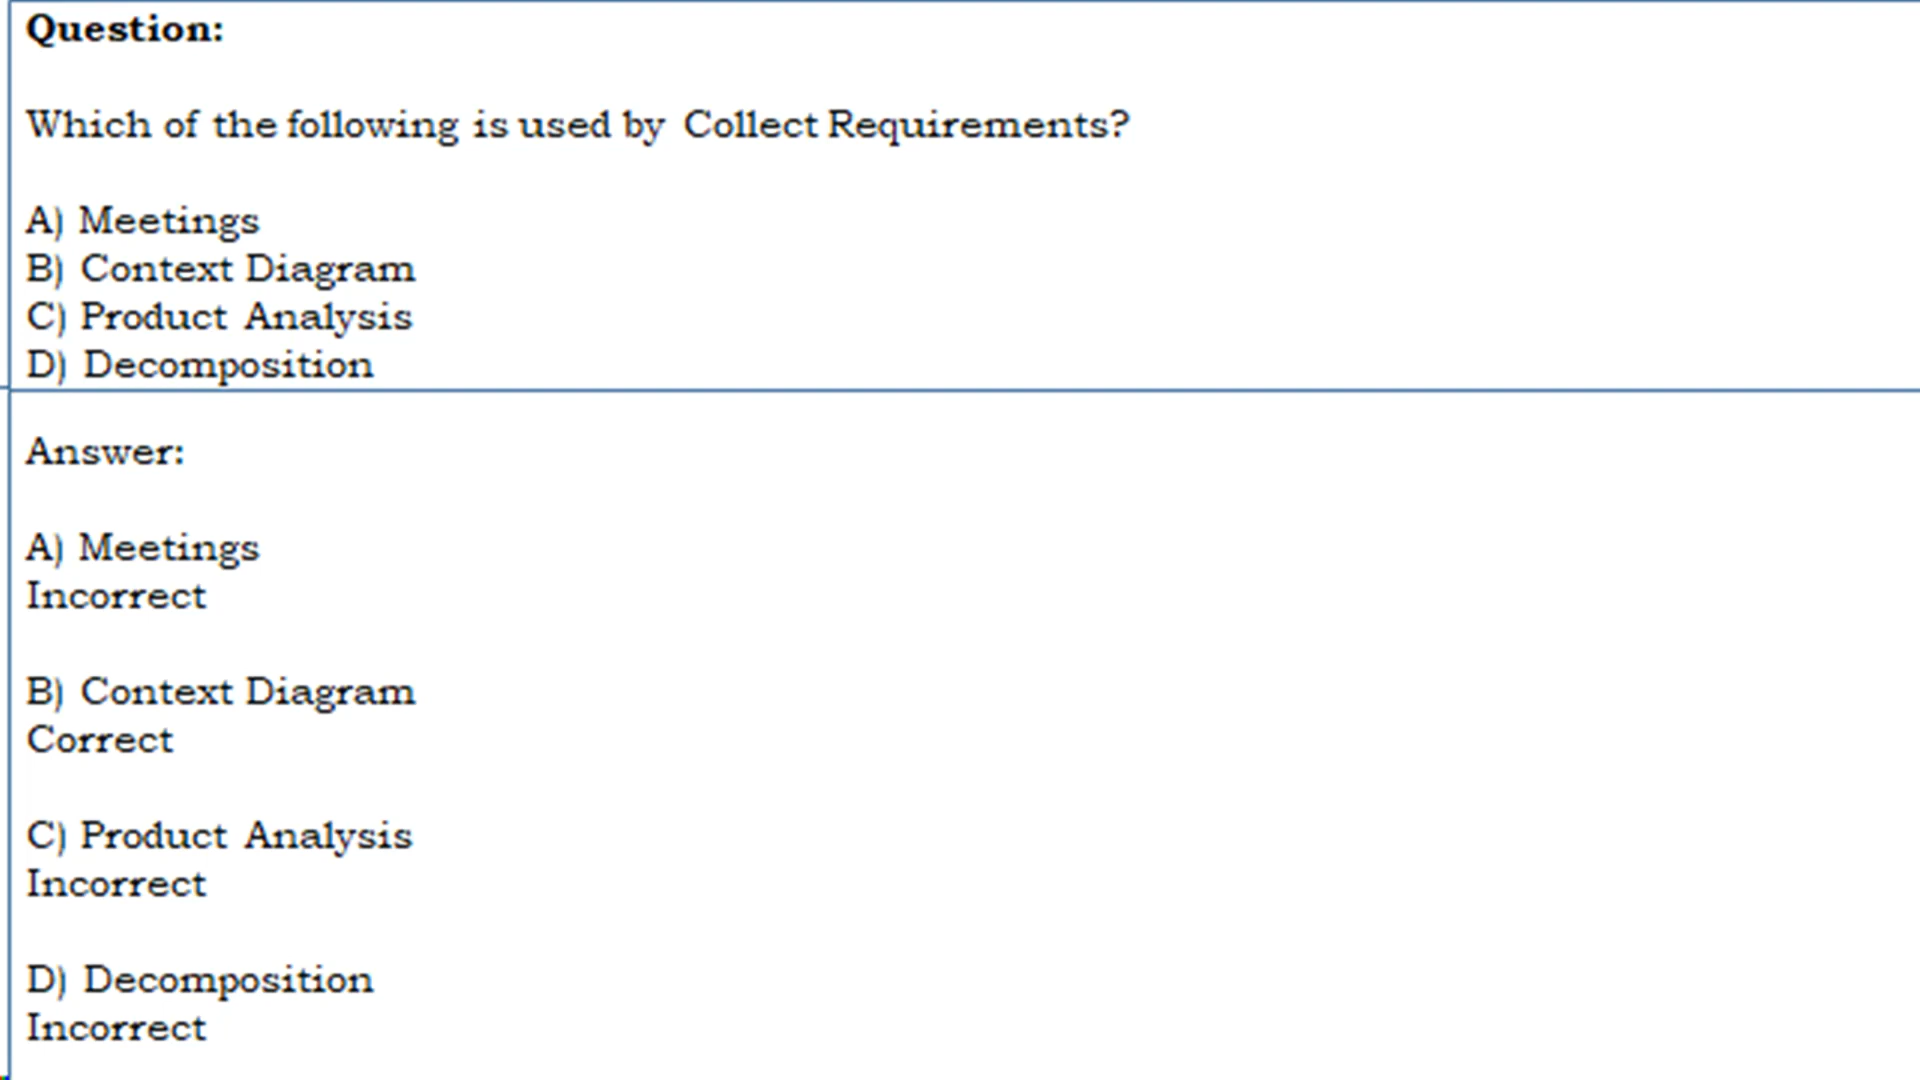 Question:
Which of the following is used by Collect Requirements?
A) Meetings
B) Context Diagram
C) Product Analysis
D) Decomposition
Answer:
A) Meetings
Incorrect
B) Context Diagram
Correct
C) Product Analysis
Incorrect
D) Decomposition
Incorrect